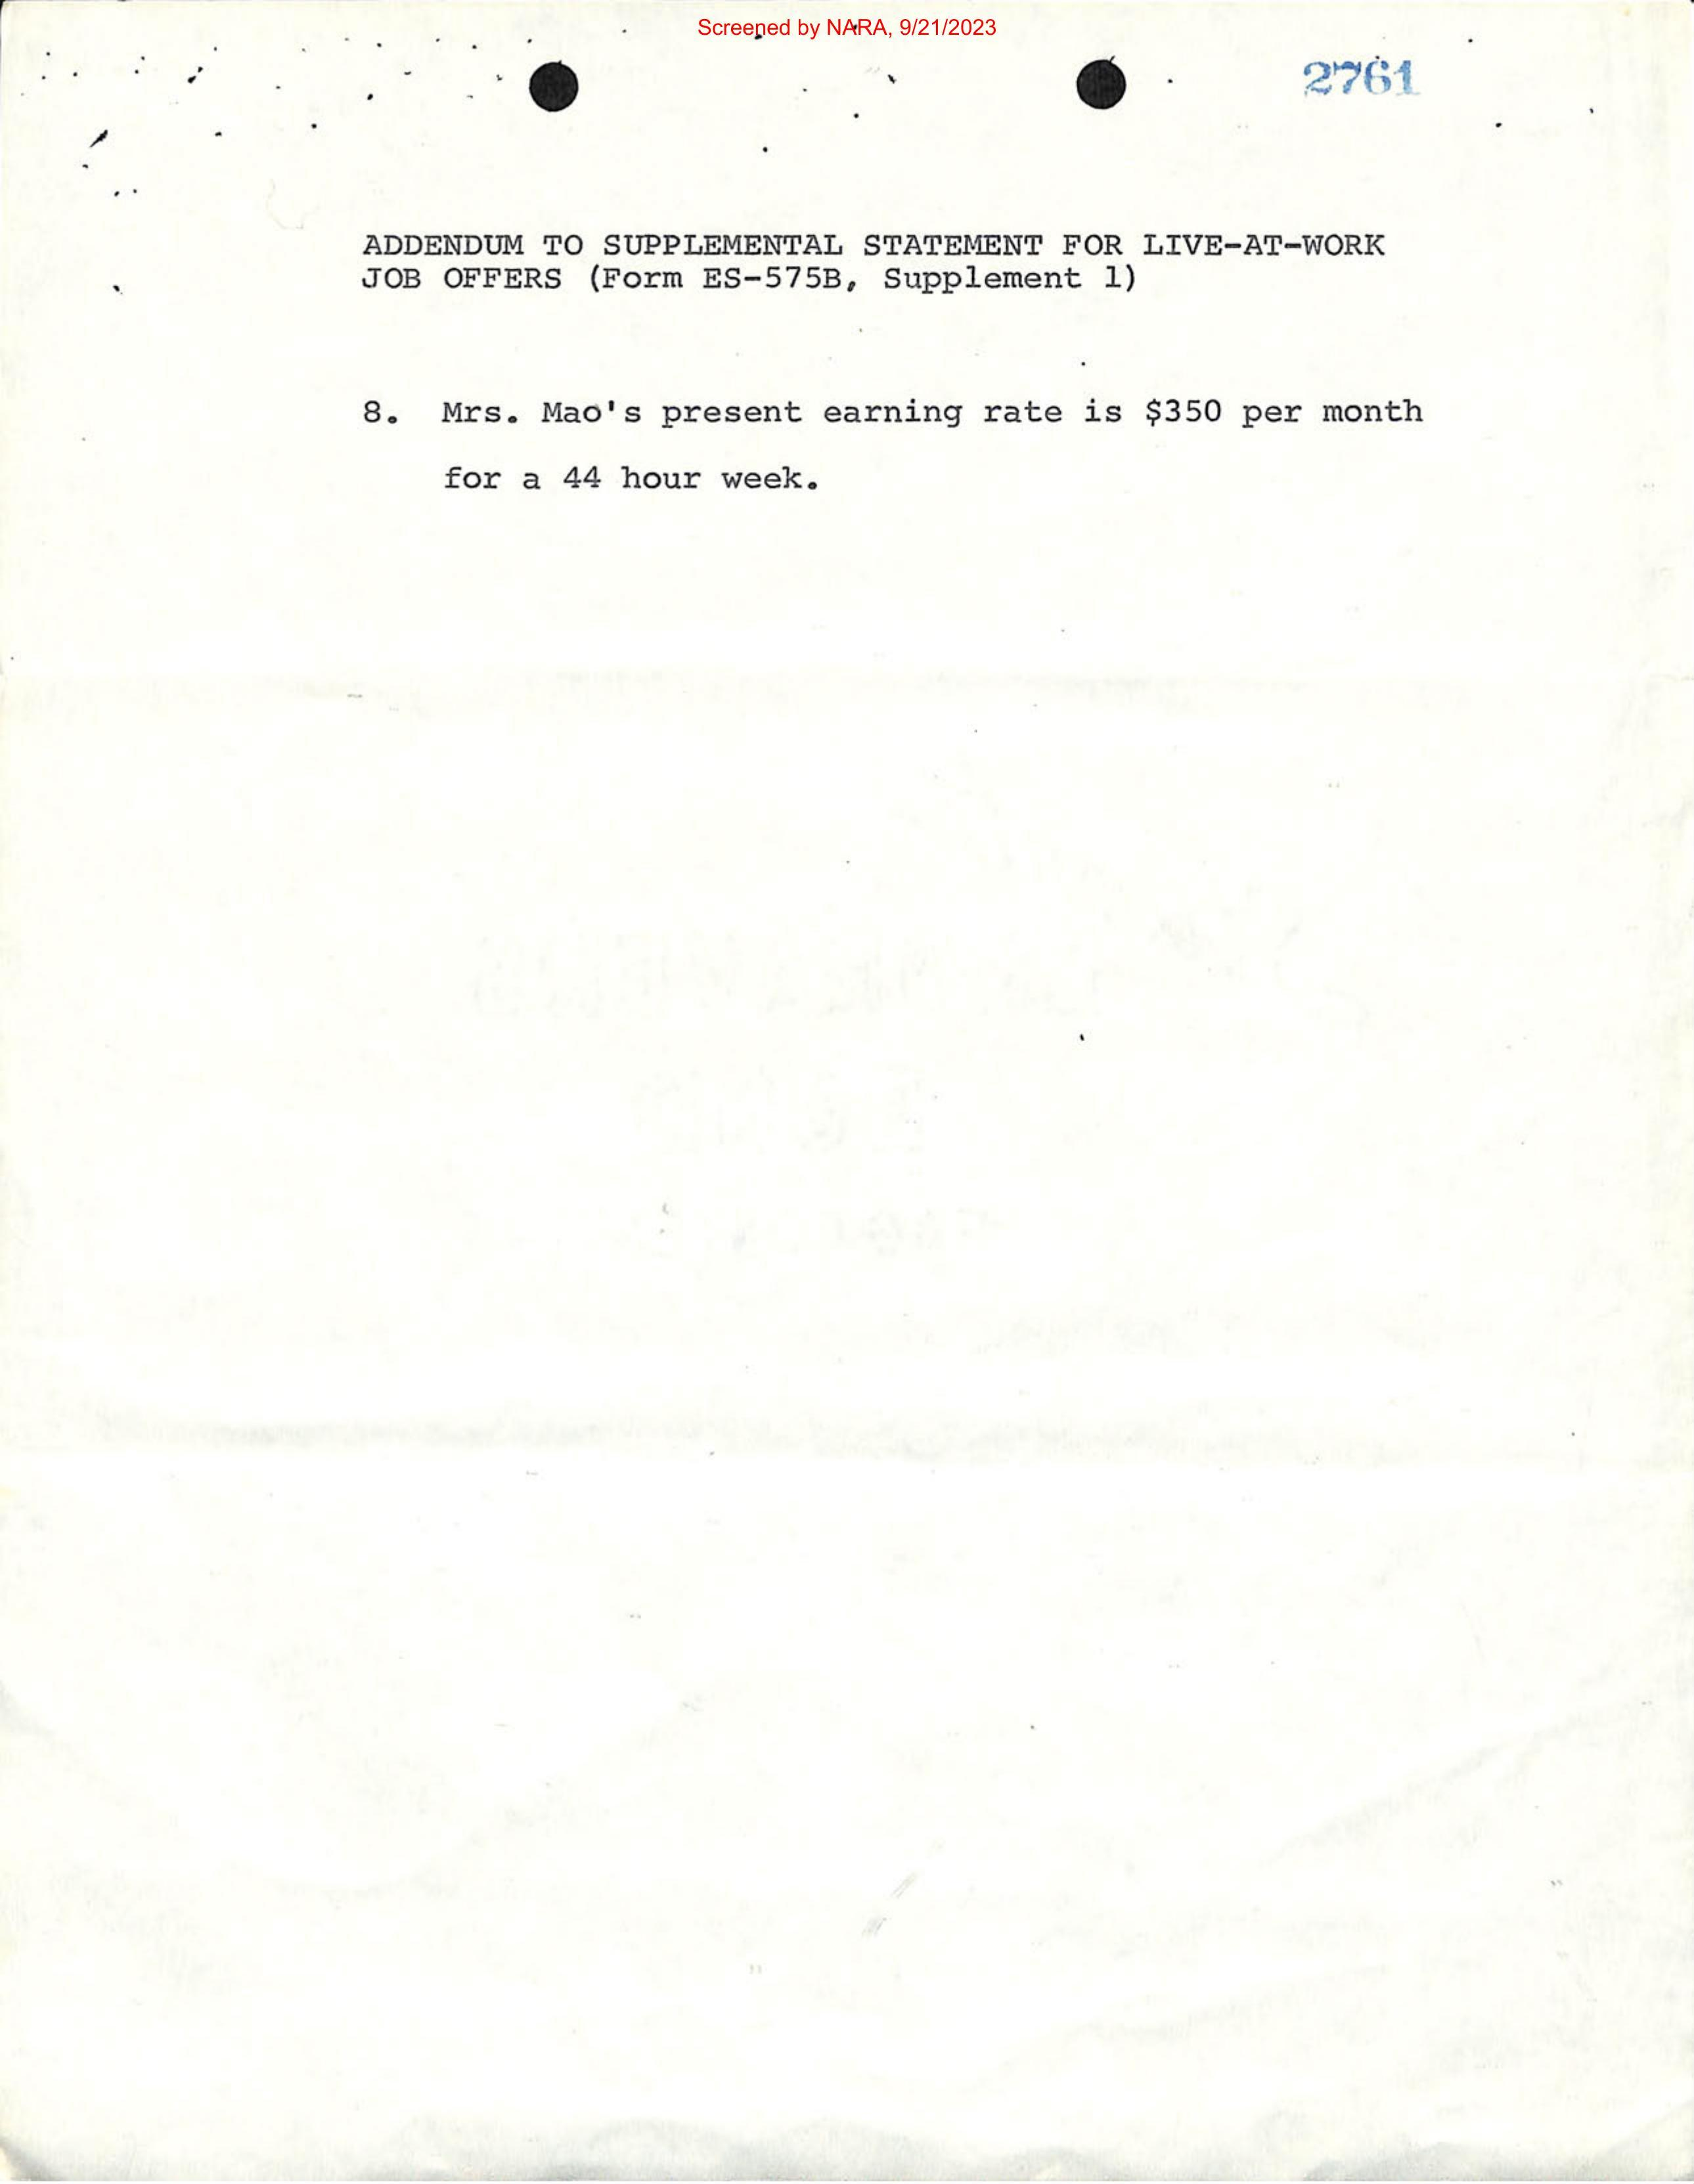 Screened by NARA, 9/21/2023
2761
ADDENDUM TO SUPPLEMENTAL STATEMENT FOR LIVE-AT-WORK
JOB OFFERS (Form ES-575B, Supplement 1)
8. Mrs. Mao's present earning rate is $350 per month
for a 44 hour week.